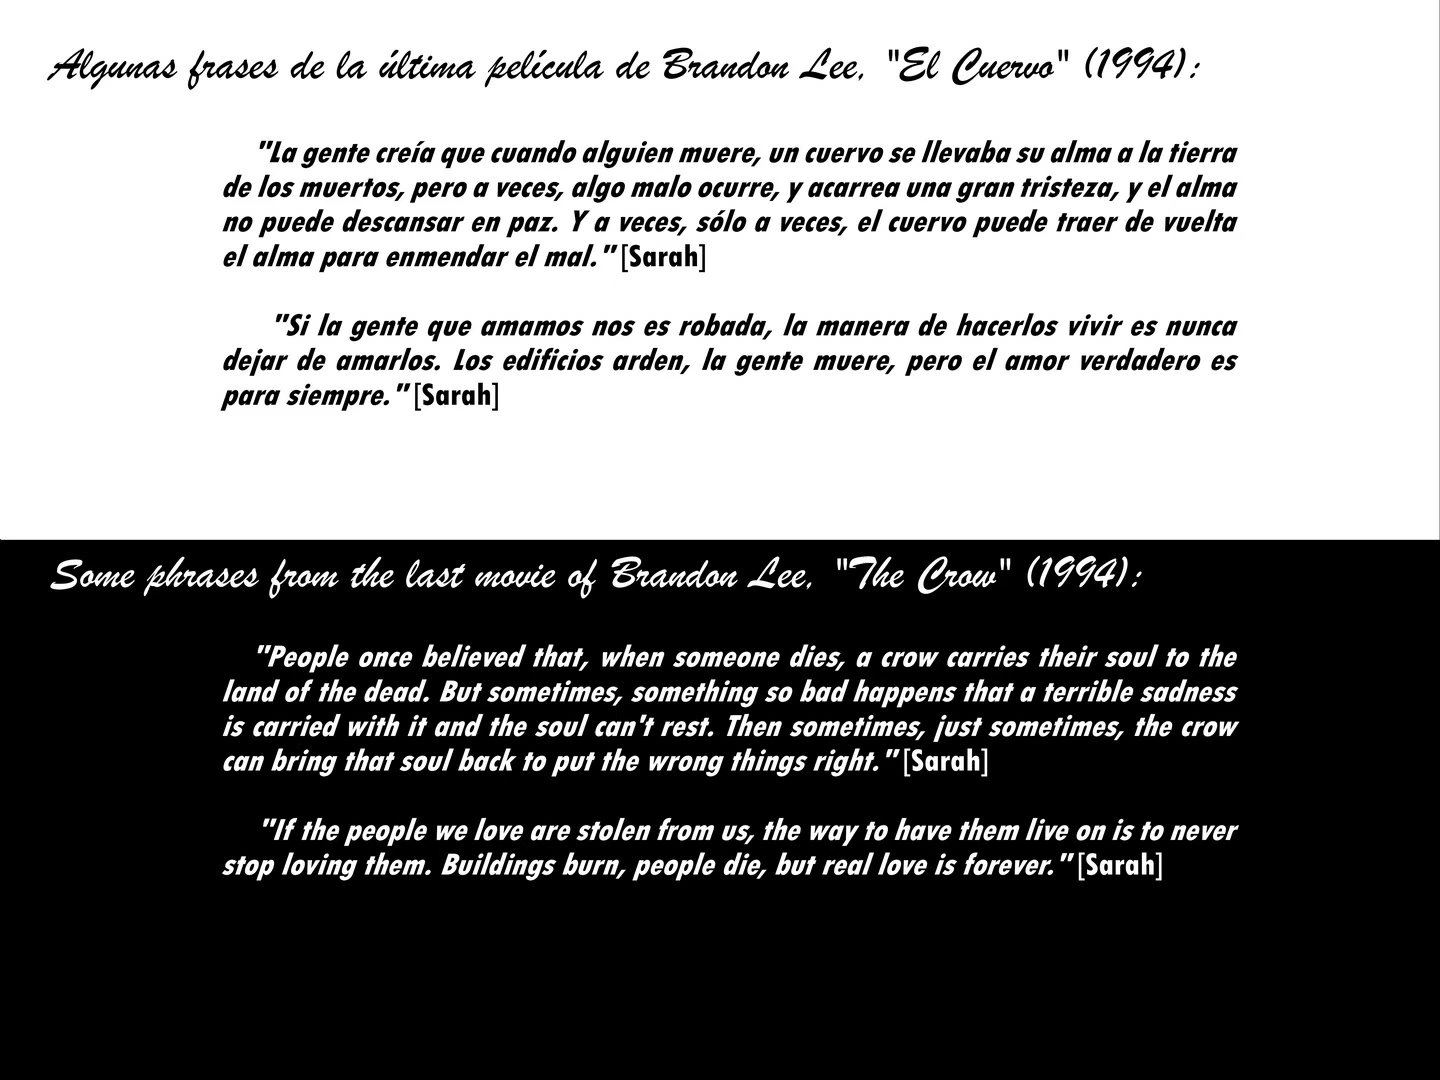 Algunas frases de la última película de Brandon Lee, "El Cuervo" (1994):
"La gente creía que cuando alguien muere, un cuervo se llevaba su alma a la tierra
de los muertos, pero a veces, algo malo ocurre, y acarrea una gran tristeza, y el alma
no puede descansar en paz. Y a veces, sólo a veces, el cuervo puede traer de vuelta
el alma para enmendar el mal." [Sarah]
"Si la gente que amamos nos es robada, la manera de hacerlos vivir es nunca
dejar de amarlos. Los edificios arden, la gente muere, pero el amor verdadero es
para siempre." [Sarah]
Some phrases from the last movie of Brandon Lee, "The Crow" (1994):
"People once believed that, when someone dies, a crow carries their soul to the
land of the dead. But sometimes, something so bad happens that a terrible sadness
is carried with it and the soul can't rest. Then sometimes, just sometimes, the crow
can bring that soul back to put the wrong things right." [Sarah]
"If the people we love are stolen from us, the way to have them live on is to never
stop loving them. Buildings burn, people die, but real love is forever." [Sarah]